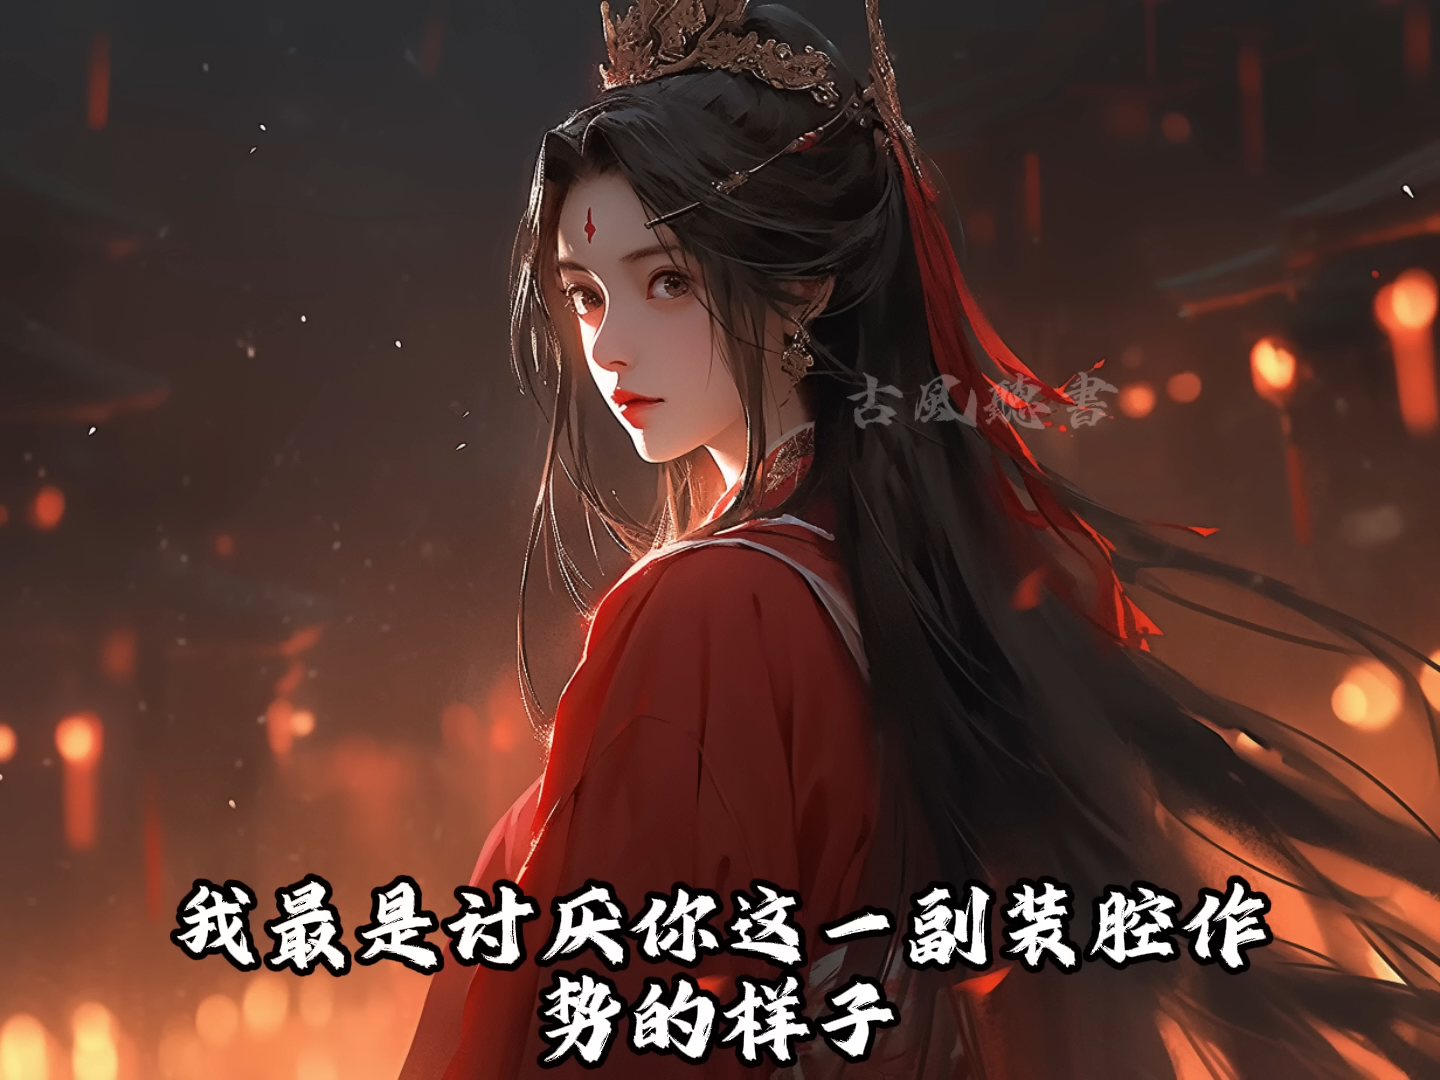 古風聽書
我最是讨厌你这一副装腔作
势的样子